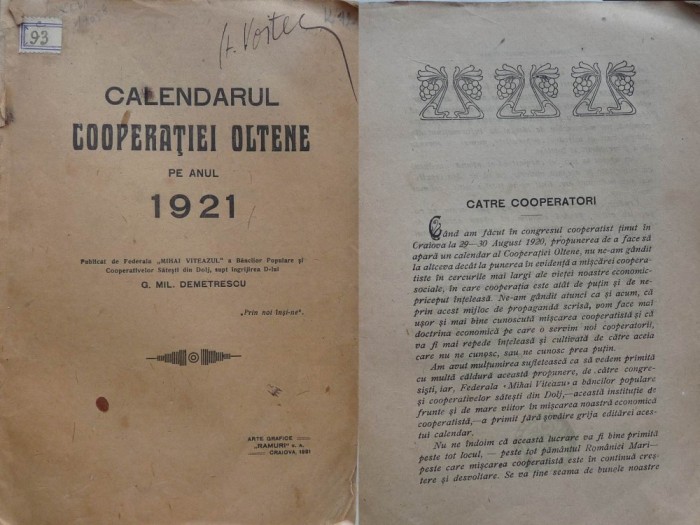 93
CALENDARUL
COOPERAŢIEI OLTENE
PE ANUL
1921
Publicat de Federala „MIHAI VITEAZUL" a Băncilor Populare şi
Cooperativelor Săteşti din Dolj, supt îngrijirea D-lui
G. MIL. DEMETRESCU
„Prin noi înşi-ne".
ARTE GRAFICE
„RAMURI" S. A.
CRAIOVA, 1921
CATRE COOPERATORI
Când am făcut în congresul cooperatist ţinut în
Craiova la 29—30 August 1920, propunerea de a face să
apară un calendar al Cooperaţiei Oltene, nu ne-am gândit
la altceva decât la punerea în evidenţă a mişcărei coopera-
tiste în cercurile mai largi ale vieţei noastre economic-
sociale, în care cooperaţia este atât de puţin şi de ne-
priceput înţeleasă. Ne-am gândit atunci ca şi acum, că
prin acest mijloc de propagandă scrisă, vom face mai
uşor şi mai bine cunoscută mişcarea cooperatistă şi că
doctrina economică pe care o servim noi cooperatorii,
va fi mai repede înţeleasă şi cultivată de către aceia
care nu ne cunosc, sau ne cunosc prea puţin.
Am avut mulţumirea sufletească ca să vedem primită
cu multă căldură această propunere, de către congre-
sişti, iar, Federala «Mihai Viteazu» a băncilor populare
şi cooperativelor săteşti din Dolj,—această instituţie de
frunte şi de mare viitor în mişcarea noastră economică
cooperatistă,—a primit fără şovăire grija editărei aces-
tui calendar.
Nu ne îndoim că această lucrare va fi bine primită
pe tot locul, — peste tot pământul României Mari—
peste care mişcarea cooperatistă este în continuă creş-
tere şi desvoltare. Se va ţine seama de bunele noastre